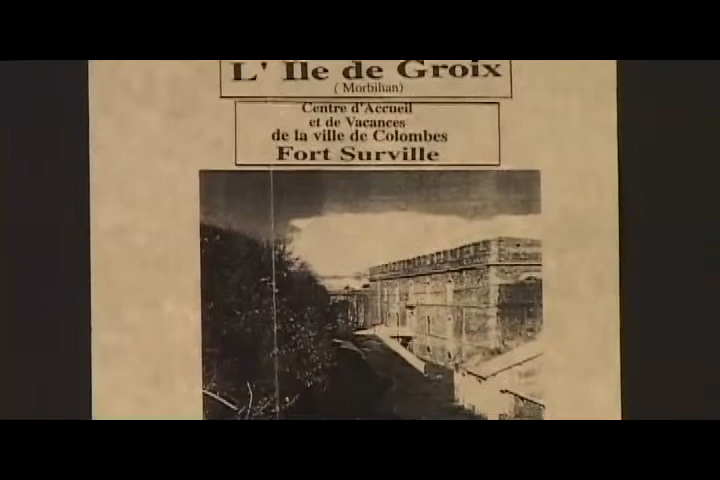 L' Ile de Groix
( Morbihan)
Centre d'Accueil
et de Vacances
de la ville de Colombes
Fort Surville